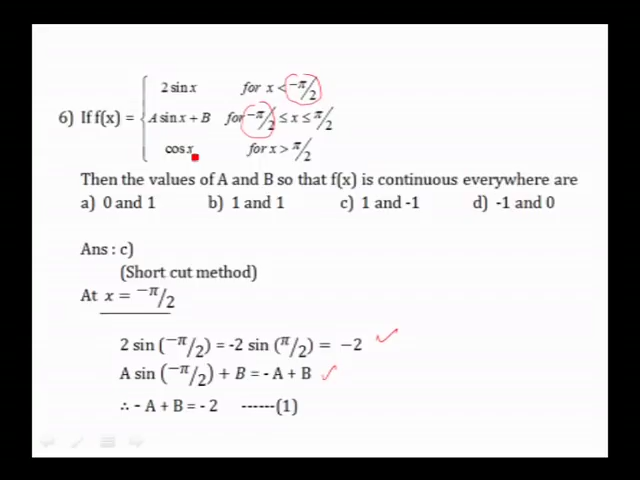 2 sin x for x < −π/2
6) If f(x) = { A sin x + B for −π/2 ≤ x ≤ π/2
cos x for x > π/2
Then the values of A and B so that f(x) is continuous everywhere are
a) 0 and 1 b) 1 and 1 c) 1 and -1 d) -1 and 0
Ans : c)
(Short cut method)
At x = −π/2
2 sin (−π/2) = -2 sin (π/2) = −2
A sin (−π/2) + B = - A + B
∴ - A + B = - 2 ------(1)